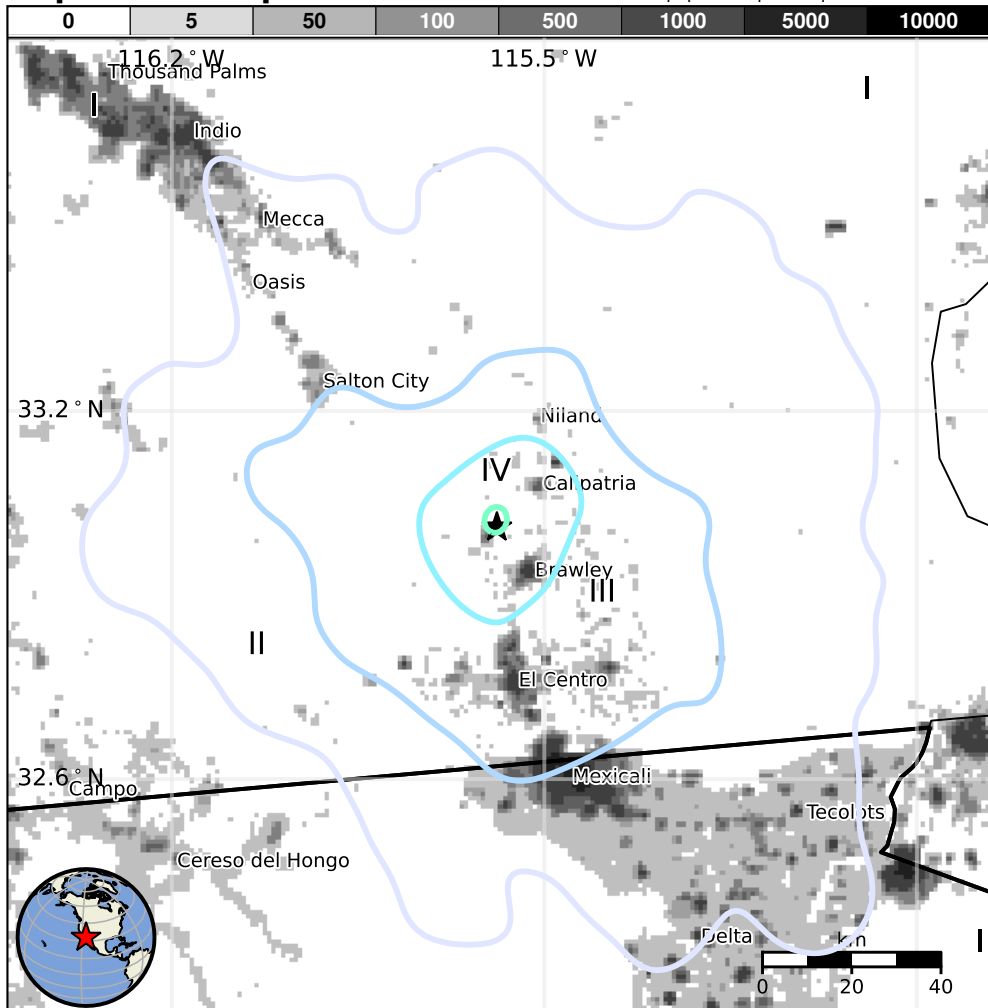 0 5 50 100 500 1000 5000 10000
116.2°W 115.5°W
Thousand Palms
I I
Indio
Mecca
Oasis
Salton City
33.2°N
Niland
IV
Calipatria
Brawley
III
II
El Centro
32.6°N
Mexicali
Campo
Tecolots
Cereso del Hongo
Delta
I
km
0 20 40